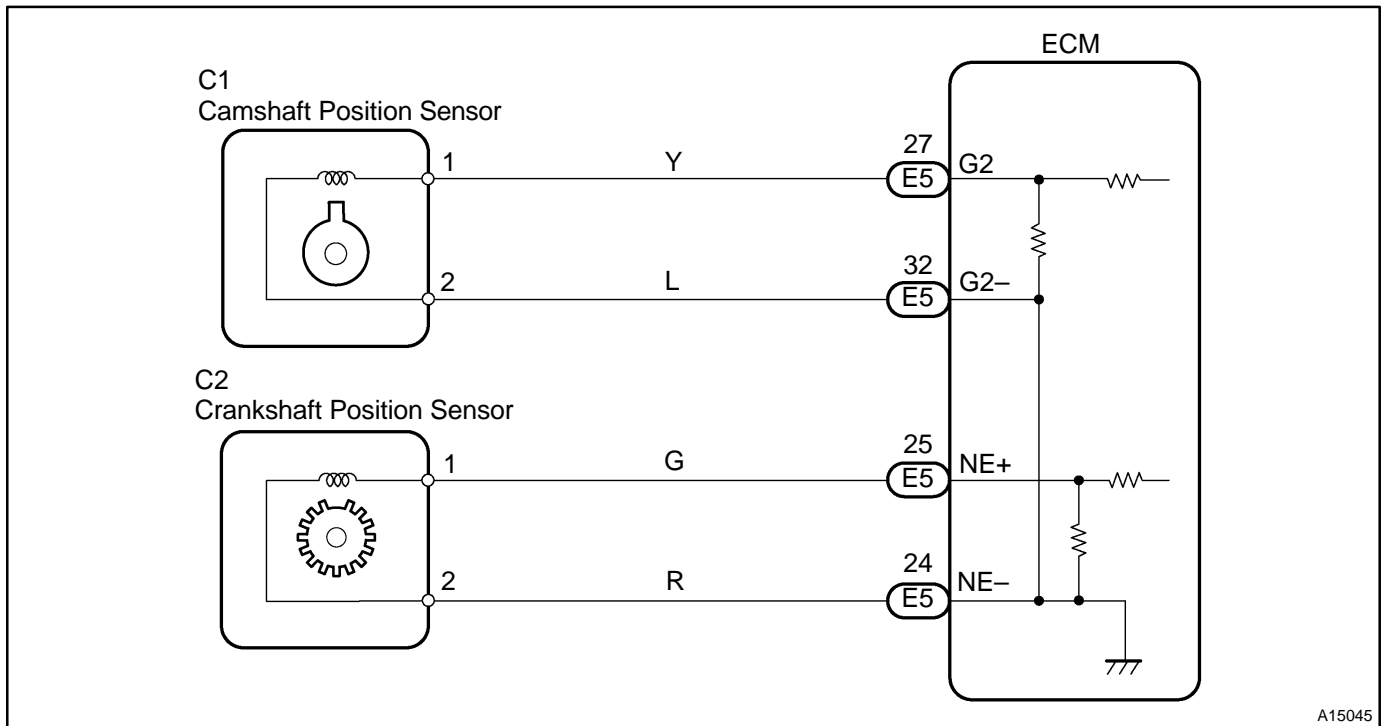 ECM
C1
Camshaft Position Sensor
1
Y
27
E5
G2
2
L
32
E5
G2–
C2
Crankshaft Position Sensor
1
G
25
E5
NE+
2
R
24
E5
NE–
A15045